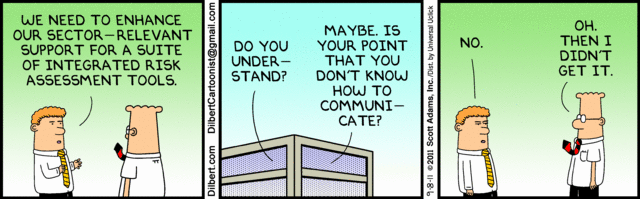 WE NEED TO ENHANCE
OUR SECTOR-RELEVANT
SUPPORT FOR A SUITE
OF INTEGRATED RISK
ASSESSMENT TOOLS.
Dilbert.com DilbertCartoonist@gmail.com
DO YOU
UNDER-
STAND?
MAYBE. IS
YOUR POINT
THAT YOU
DON'T KNOW
HOW TO
COMMUNI-
CATE?
9-8-11 ©2011 Scott Adams, Inc./Dist. by Universal Uclick
NO.
OH.
THEN I
DIDN'T
GET IT.